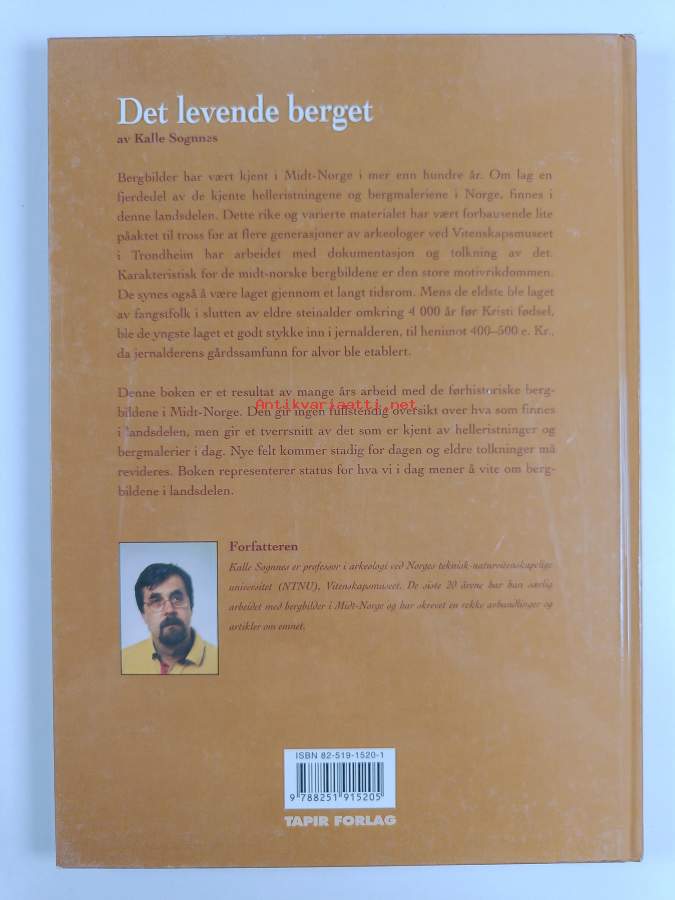 Det levende berget
av Kalle Sognnes
Bergbilder har vært kjent i Midt-Norge i mer enn hundre år. Om lag en
fjerdedel av de kjente helleristningene og bergmaleriene i Norge, finnes i
denne landsdelen. Dette rike og varierte materialet har vært forbausende lite
påaktet til tross for at flere generasjoner av arkeologer ved Vitenskapsmuseet
i Trondheim har arbeidet med dokumentasjon og tolkning av det.
Karakteristisk for de midt-norske bergbildene er den store motivrikdommen.
De synes også å være laget gjennom et langt tidsrom. Mens de eldste ble laget
av fangstfolk i slutten av eldre steinalder omkring 4 000 år før Kristi fødsel,
ble de yngste laget et godt stykke inn i jernalderen, til henimot 400–500 e. Kr.,
da jernalderens gårdssamfunn for alvor ble etablert.
Denne boken er et resultat av mange års arbeid med de førhistoriske berg-
bildene i Midt-Norge. Den gir ingen fullstendig oversikt over hva som finnes
Antikvariaatti.net
i landsdelen, men gir et tverrsnitt av det som er kjent av helleristninger og
bergmalerier i dag. Nye felt kommer stadig for dagen og eldre tolkninger må
revideres. Boken representerer status for hva vi i dag mener å vite om berg-
bildene i landsdelen.
Forfatteren
Kalle Sognnes er professor i arkeologi ved Norges teknisk-naturvitenskapelige
universitet (NTNU), Vitenskapsmuseet. De siste 20 årene har han særlig
arbeidet med bergbilder i Midt-Norge og har skrevet en rekke avhandlinger og
artikler om emnet.
ISBN 82-519-1520-1
9 788251 915205
TAPIR FORLAG